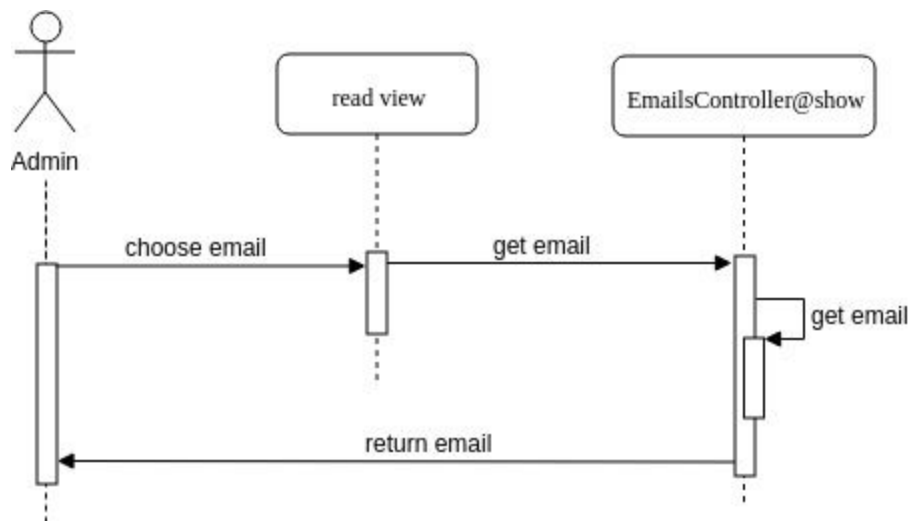 read view
EmailsController@show
Admin
choose email
get email
get email
return email